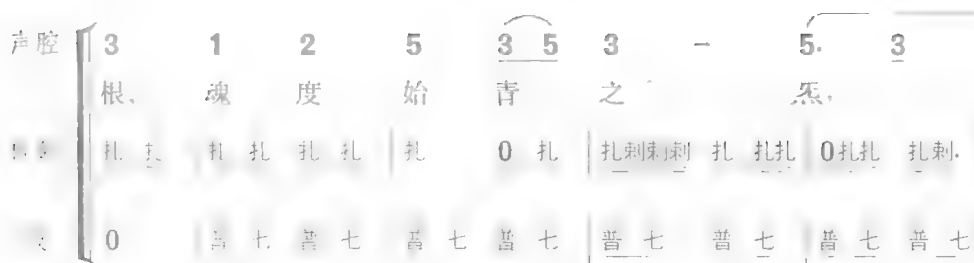 声腔 3 1 2 5 3 5 3 - 5. 3
根, 魂 度 始 青 之 炁,
扎 扎 扎 扎 扎 扎 扎 0 扎 扎刺刺刺 扎 扎扎 0扎扎 扎刺.
0 普 七 普 七 普 七 普 七 普 七 普 七 普 七 普 七